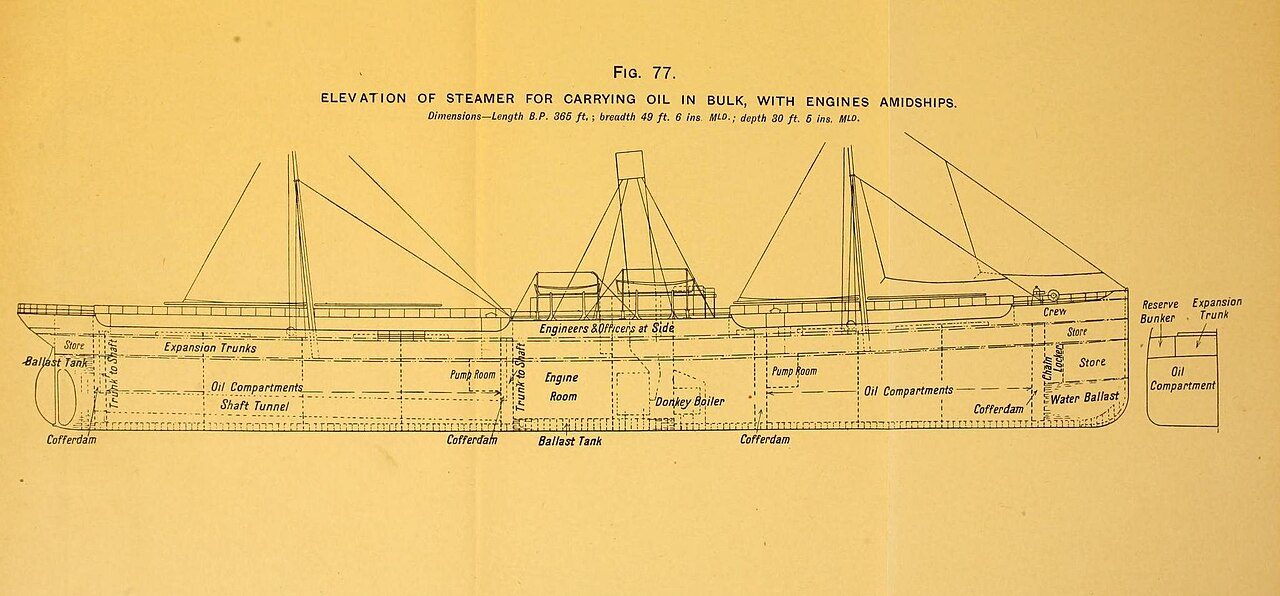 FIG. 77.
ELEVATION OF STEAMER FOR CARRYING OIL IN BULK, WITH ENGINES AMIDSHIPS.
Dimensions—Length B.P. 365 ft.; breadth 49 ft. 6 ins. MLD.; depth 30 ft. 5 ins. MLD.
Store
Ballast Tank
Trunk to Shaft
Expansion Trunks
Oil Compartments
Shaft Tunnel
Cofferdam
Pump Room
Cofferdam
Trunk to Shaft
Engineers & Officers at Side
Engine
Room
Donkey Boiler
Ballast Tank
Cofferdam
Pump Room
Oil Compartments
Cofferdam
Crew
Store
Chain
Locker
Store
Water Ballast
Reserve
Bunker
Expansion
Trunk
Oil
Compartment